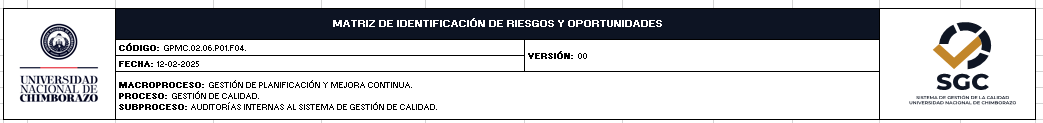 MATRIZ DE IDENTIFICACIÓN DE RIESGOS Y OPORTUNIDADES
CÓDIGO: GPMC.02.06.P01.F04.
VERSIÓN: 00
FECHA: 12-02-2025
MACROPROCESO: GESTIÓN DE PLANIFICACIÓN Y MEJORA CONTINUA.
PROCESO: GESTIÓN DE CALIDAD.
SUBPROCESO: AUDITORÍAS INTERNAS AL SISTEMA DE GESTIÓN DE CALIDAD.
UNIVERSIDAD
NACIONAL DE
CHIMBORAZO
SGC
SISTEMA DE GESTIÓN DE LA CALIDAD
UNIVERSIDAD NACIONAL DE CHIMBORAZO